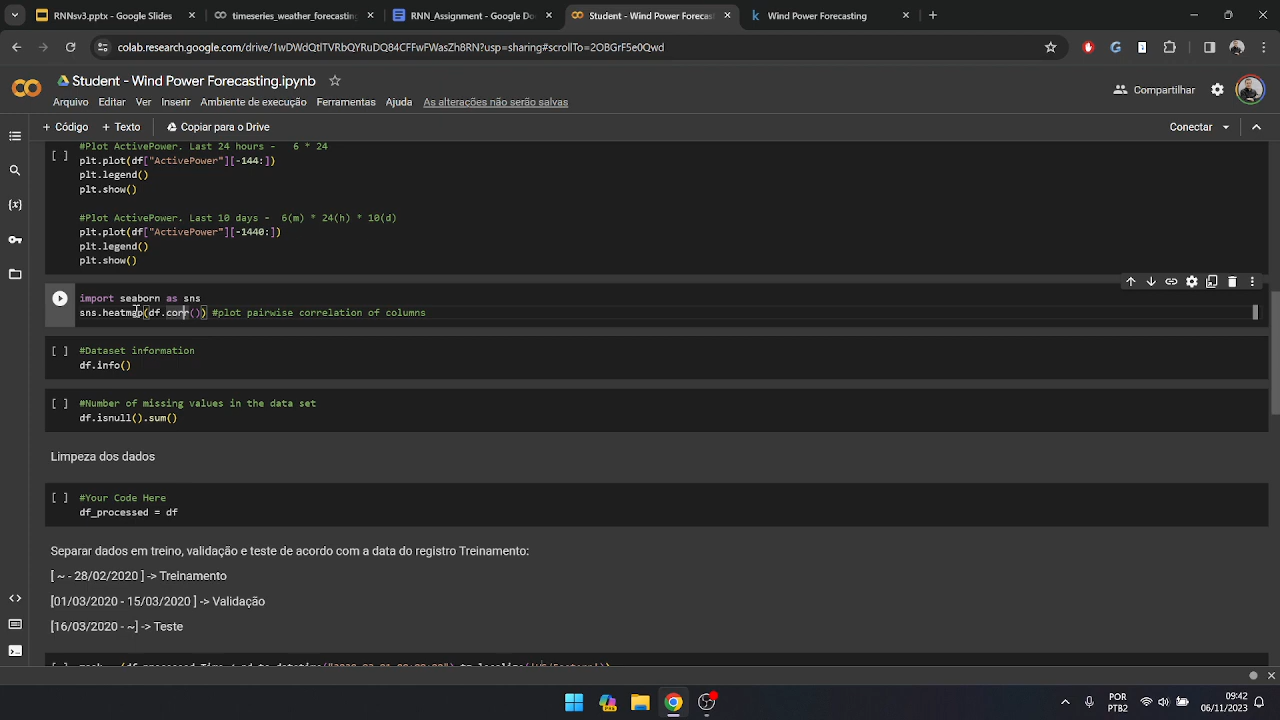 RNNsv3.pptx - Google Slides
timeseries_weather_forecasting
RNN_Assignment - Google Do
Student - Wind Power Forecas
Wind Power Forecasting
colab.research.google.com/drive/1wDWdQtlTVRbQYRuDQ84CFFwFWasZh8RN?usp=sharing#scrollTo=2OBGrF5e0Qwd
Student - Wind Power Forecasting.ipynb
Arquivo Editar Ver Inserir Ambiente de execução Ferramentas Ajuda As alterações não serão salvas
Compartilhar
+ Código + Texto Copiar para o Drive
Conectar
#Plot ActivePower. Last 24 hours - 6 * 24
[ ] plt.plot(df["ActivePower"][-144:])
plt.legend()
plt.show()
#Plot ActivePower. Last 10 days - 6(m) * 24(h) * 10(d)
plt.plot(df["ActivePower"][-1440:])
plt.legend()
plt.show()
import seaborn as sns
sns.heatmap(df.corr()) #plot pairwise correlation of columns
[ ] #Dataset information
df.info()
[ ] #Number of missing values in the data set
df.isnull().sum()
Limpeza dos dados
[ ] #Your Code Here
df_processed = df
Separar dados em treino, validação e teste de acordo com a data do registro Treinamento:
[ ~ - 28/02/2020 ] -> Treinamento
[01/03/2020 - 15/03/2020 ] -> Validação
[16/03/2020 - ~] -> Teste
POR
PTB2
09:42
06/11/2023